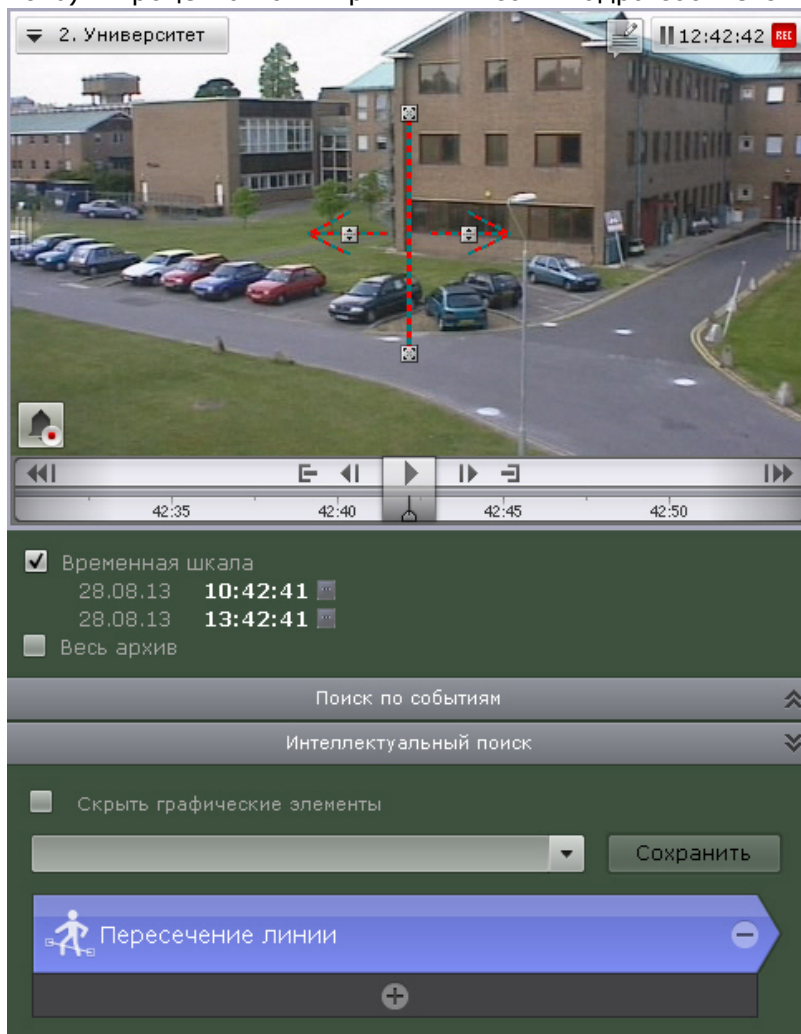 2. Университет
12:42:42 REC
42:35 42:40 42:45 42:50
Временная шкала
28.08.13 10:42:41
28.08.13 13:42:41
Весь архив
Поиск по событиям
Интеллектуальный поиск
Скрыть графические элементы
Сохранить
Пересечение линии